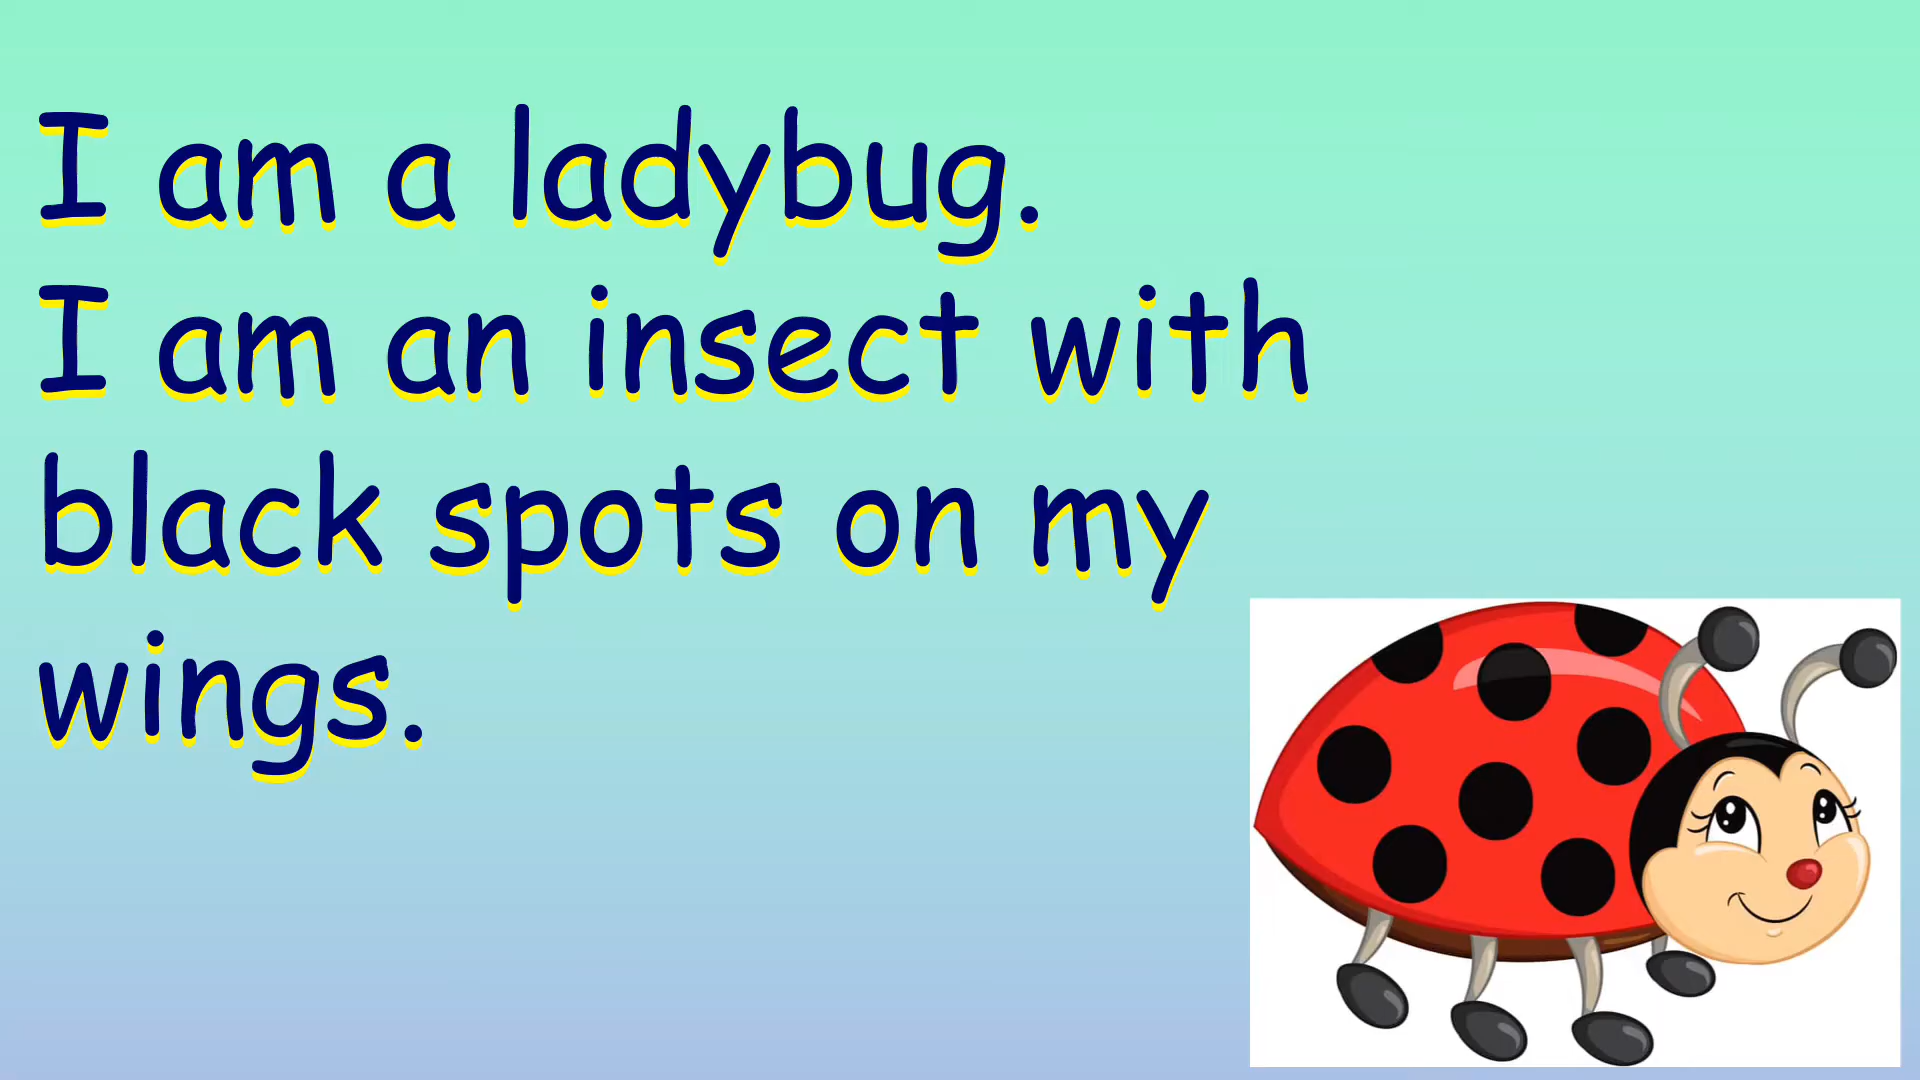 I am a ladybug.
I am an insect with
black spots on my
wings.